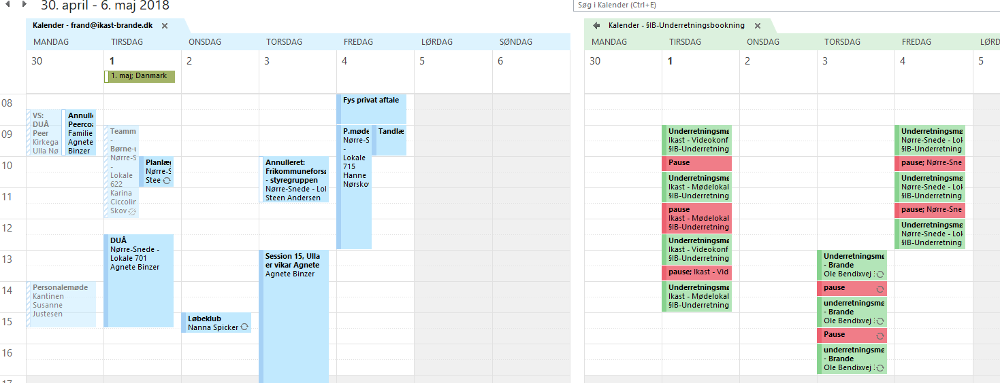 30. april - 6. maj 2018
Søg i Kalender (Ctrl+E)
Kalender - frand@ikast-brande.dk
MANDAG TIRSDAG ONSDAG TORSDAG FREDAG LØRDAG SØNDAG
30 1 2 3 4 5 6
1. maj; Danmark
08
09
10
11
12
13
14
15
16
17
VS:
DUÅ
Peer
Kirkega
Ulla Nø
Annull
Peercoa
Familie
Agnete
Binzer
Personalemøde
Kantinen
Susanne
Justesen
Teamm
-
Børne-u
Nørre-S
-
Lokale
622
Karina
Ciccolin
Skov
Planlæg
Nørre-S
Stee
DUÅ
Nørre-Snede -
Lokale 701
Agnete Binzer
Løbeklub
Nanna Spicker
Annulleret:
Frikommuneforsø
- styregruppen
Nørre-Snede - Lol
Steen Andersen
Session 15, Ulla
er vikar Agnete
Agnete Binzer
Fys privat aftale
P.møde
Nørre-S
-
Lokale
715
Hanne
Nørskov
Tandlæ
Kalender - §IB-Underretningsbookning
MANDAG TIRSDAG ONSDAG TORSDAG FREDAG LØRD
30 1 2 3 4 5
Underretningsmø
Ikast - Videokonf
§IB-Underretning
Pause
Underretningsmø
Ikast - Mødelokal
§IB-Underretning
pause
Ikast - Mødelokal
§IB-Underretning
Underretningsmø
Ikast - Videokonf
§IB-Underretning
pause; Ikast - Vid
Underretningsmø
Ikast - Mødelokal
§IB-Underretning
Underretningsmø
- Brande
Ole Bendixvej
pause
underretningsmø
- Brande
Ole Bendixvej
Pause
underretningsmø
- Brande
Ole Bendixvej
Underretningsmø
Nørre-Snede - Lok
§IB-Underretning
pause; Nørre-Sne
Underretningsmø
Nørre-Snede - Lok
§IB-Underretning
pause; Nørre-Sne
Underretningsmø
Nørre-Snede - Lok
§IB-Underretning